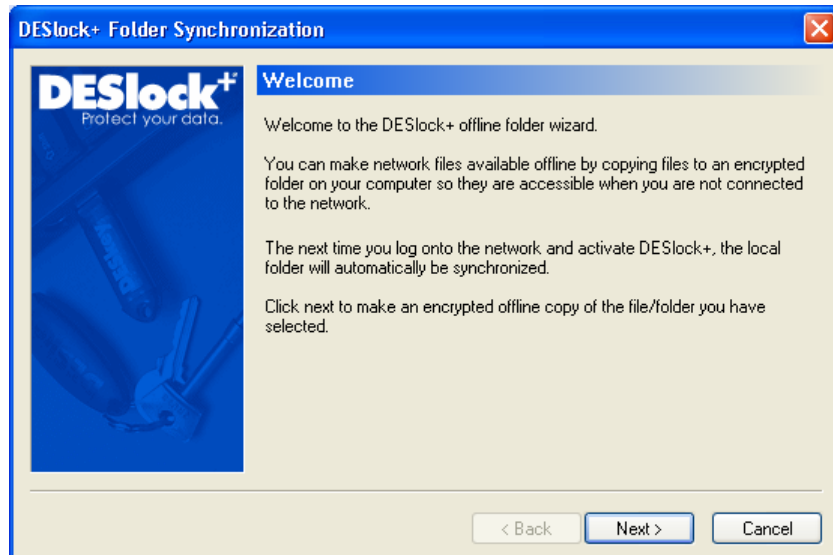 DESlock+ Folder Synchronization
DESlock+
Protect your data.
Welcome
Welcome to the DESlock+ offline folder wizard.
You can make network files available offline by copying files to an encrypted
folder on your computer so they are accessible when you are not connected
to the network.
The next time you log onto the network and activate DESlock+, the local
folder will automatically be synchronized.
Click next to make an encrypted offline copy of the file/folder you have
selected.
< Back
Next >
Cancel